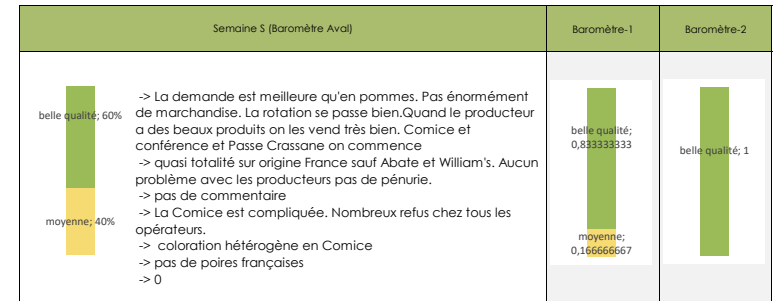 Semaine S (Baromètre Aval)
Baromètre-1
Baromètre-2
belle qualité; 60%
moyenne; 40%
-> La demande est meilleure qu'en pommes. Pas énormément
de marchandise. La rotation se passe bien.Quand le producteur
a des beaux produits on les vend très bien. Comice et
conférence et Passe Crassane on commence
-> quasi totalité sur origine France sauf Abate et William's. Aucun
problème avec les producteurs pas de pénurie.
-> pas de commentaire
-> La Comice est compliquée. Nombreux refus chez tous les
opérateurs.
->  coloration hétérogène en Comice
-> pas de poires françaises
-> 0
belle qualité;
0,833333333
moyenne;
0,166666667
belle qualité; 1